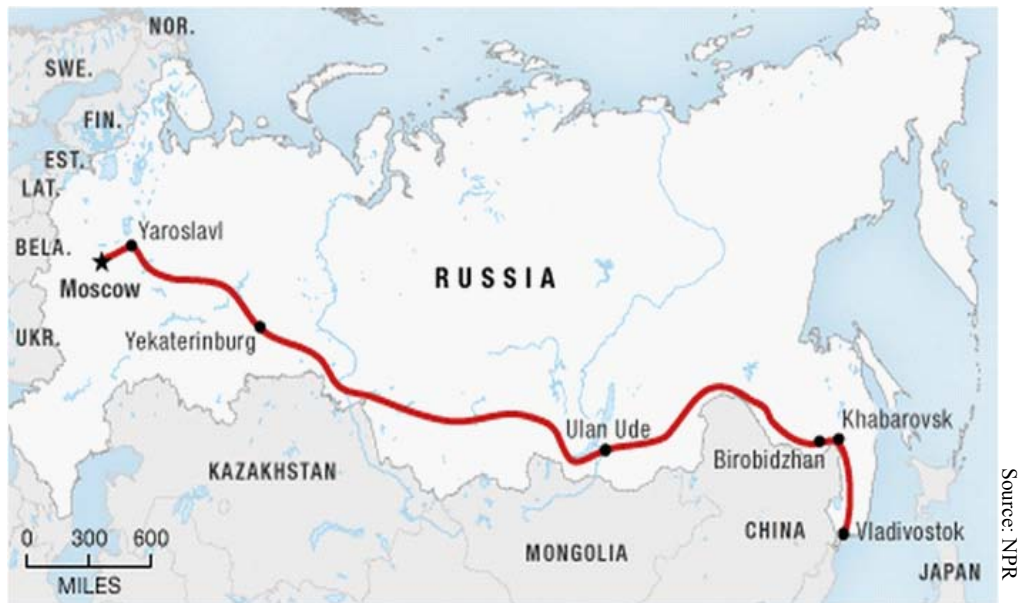 NOR.
SWE.
FIN.
EST.
LAT.
Yaroslavl
BELA.
Moscow
RUSSIA
UKR.
Yekaterinburg
Khabarovsk
Ulan Ude
Birobidzhan
KAZAKHSTAN
CHINA
Vladivostok
MONGOLIA
JAPAN
0 300 600
MILES
Source: NPR